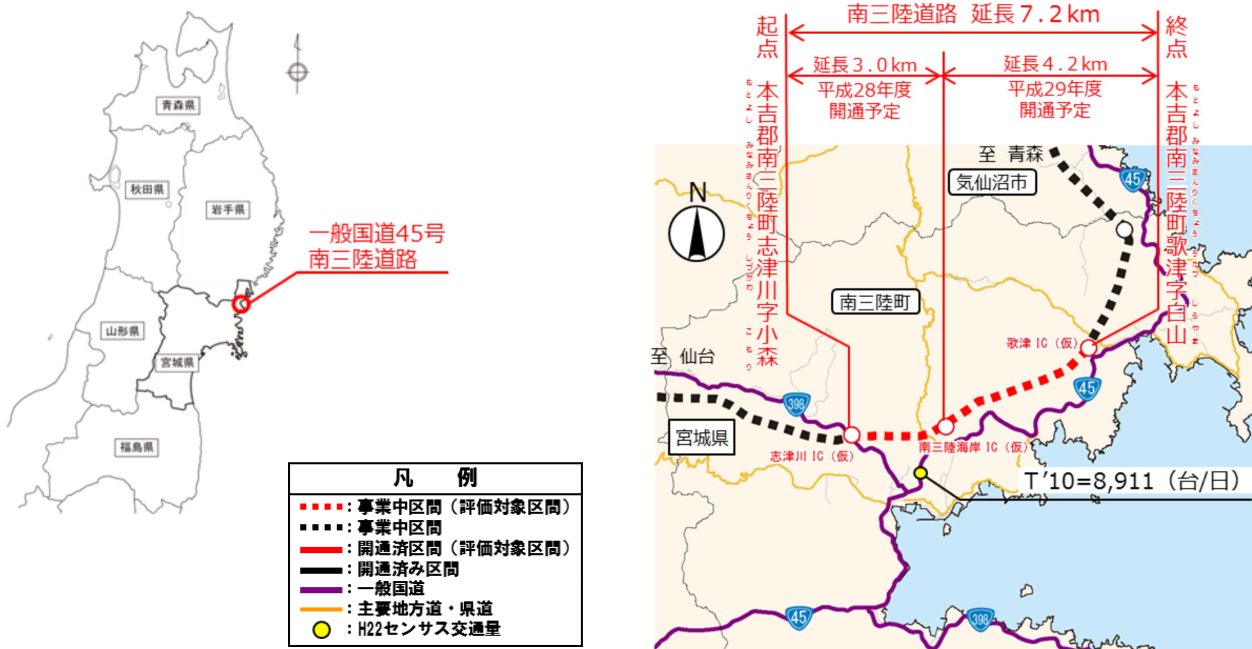 青森県
秋田県
岩手県
山形県
宮城県
福島県
一般国道45号
南三陸道路
凡 例
:事業中区間(評価対象区間)
:事業中区間
:開通済区間(評価対象区間)
:開通済み区間
:一般国道
:主要地方道・県道
:H22センサス交通量
南三陸道路 延長7.2km
延長3.0km
平成28年度
開通予定
延長4.2km
平成29年度
開通予定
起点 本吉郡南三陸町志津川字小森
終点 本吉郡南三陸町歌津字白山
至 青森
気仙沼市
45
N
南三陸町
至 仙台
歌津 IC(仮)
45
398
宮城県
志津川 IC(仮)
南三陸海岸 IC(仮)
T'10=8,911(台/日)
45
398